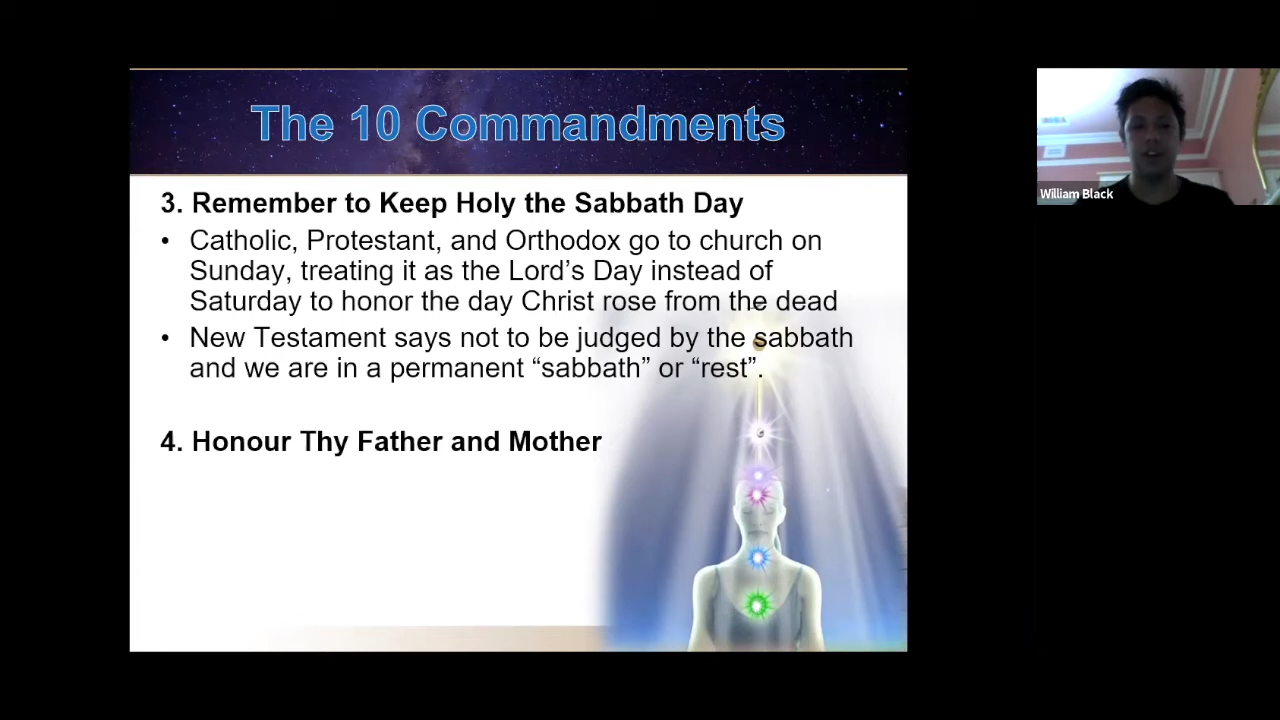 The 10 Commandments
3. Remember to Keep Holy the Sabbath Day
• Catholic, Protestant, and Orthodox go to church on
Sunday, treating it as the Lord’s Day instead of
Saturday to honor the day Christ rose from the dead
• New Testament says not to be judged by the sabbath
and we are in a permanent “sabbath” or “rest”.
4. Honour Thy Father and Mother
William Black